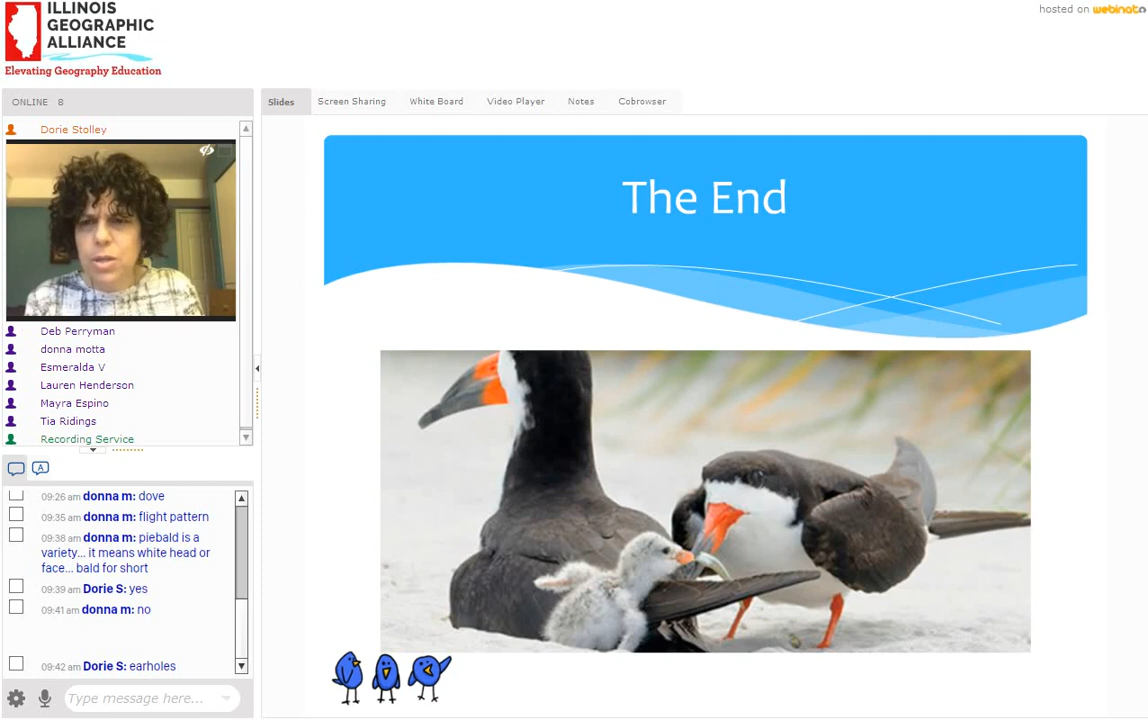 ILLINOIS
GEOGRAPHIC
ALLIANCE
Elevating Geography Education
hosted on webinato
ONLINE 8
Slides
Screen Sharing
White Board
Video Player
Notes
Cobrowser
Dorie Stolley
Deb Perryman
donna motta
Esmeralda V
Lauren Henderson
Mayra Espino
Tia Ridings
Recording Service
A
09:26 am donna m: dove
09:35 am donna m: flight pattern
09:38 am donna m: piebald is a
variety... it means white head or
face... bald for short
09:39 am Dorie S: yes
09:41 am donna m: no
09:42 am Dorie S: earholes
Type message here...
The End